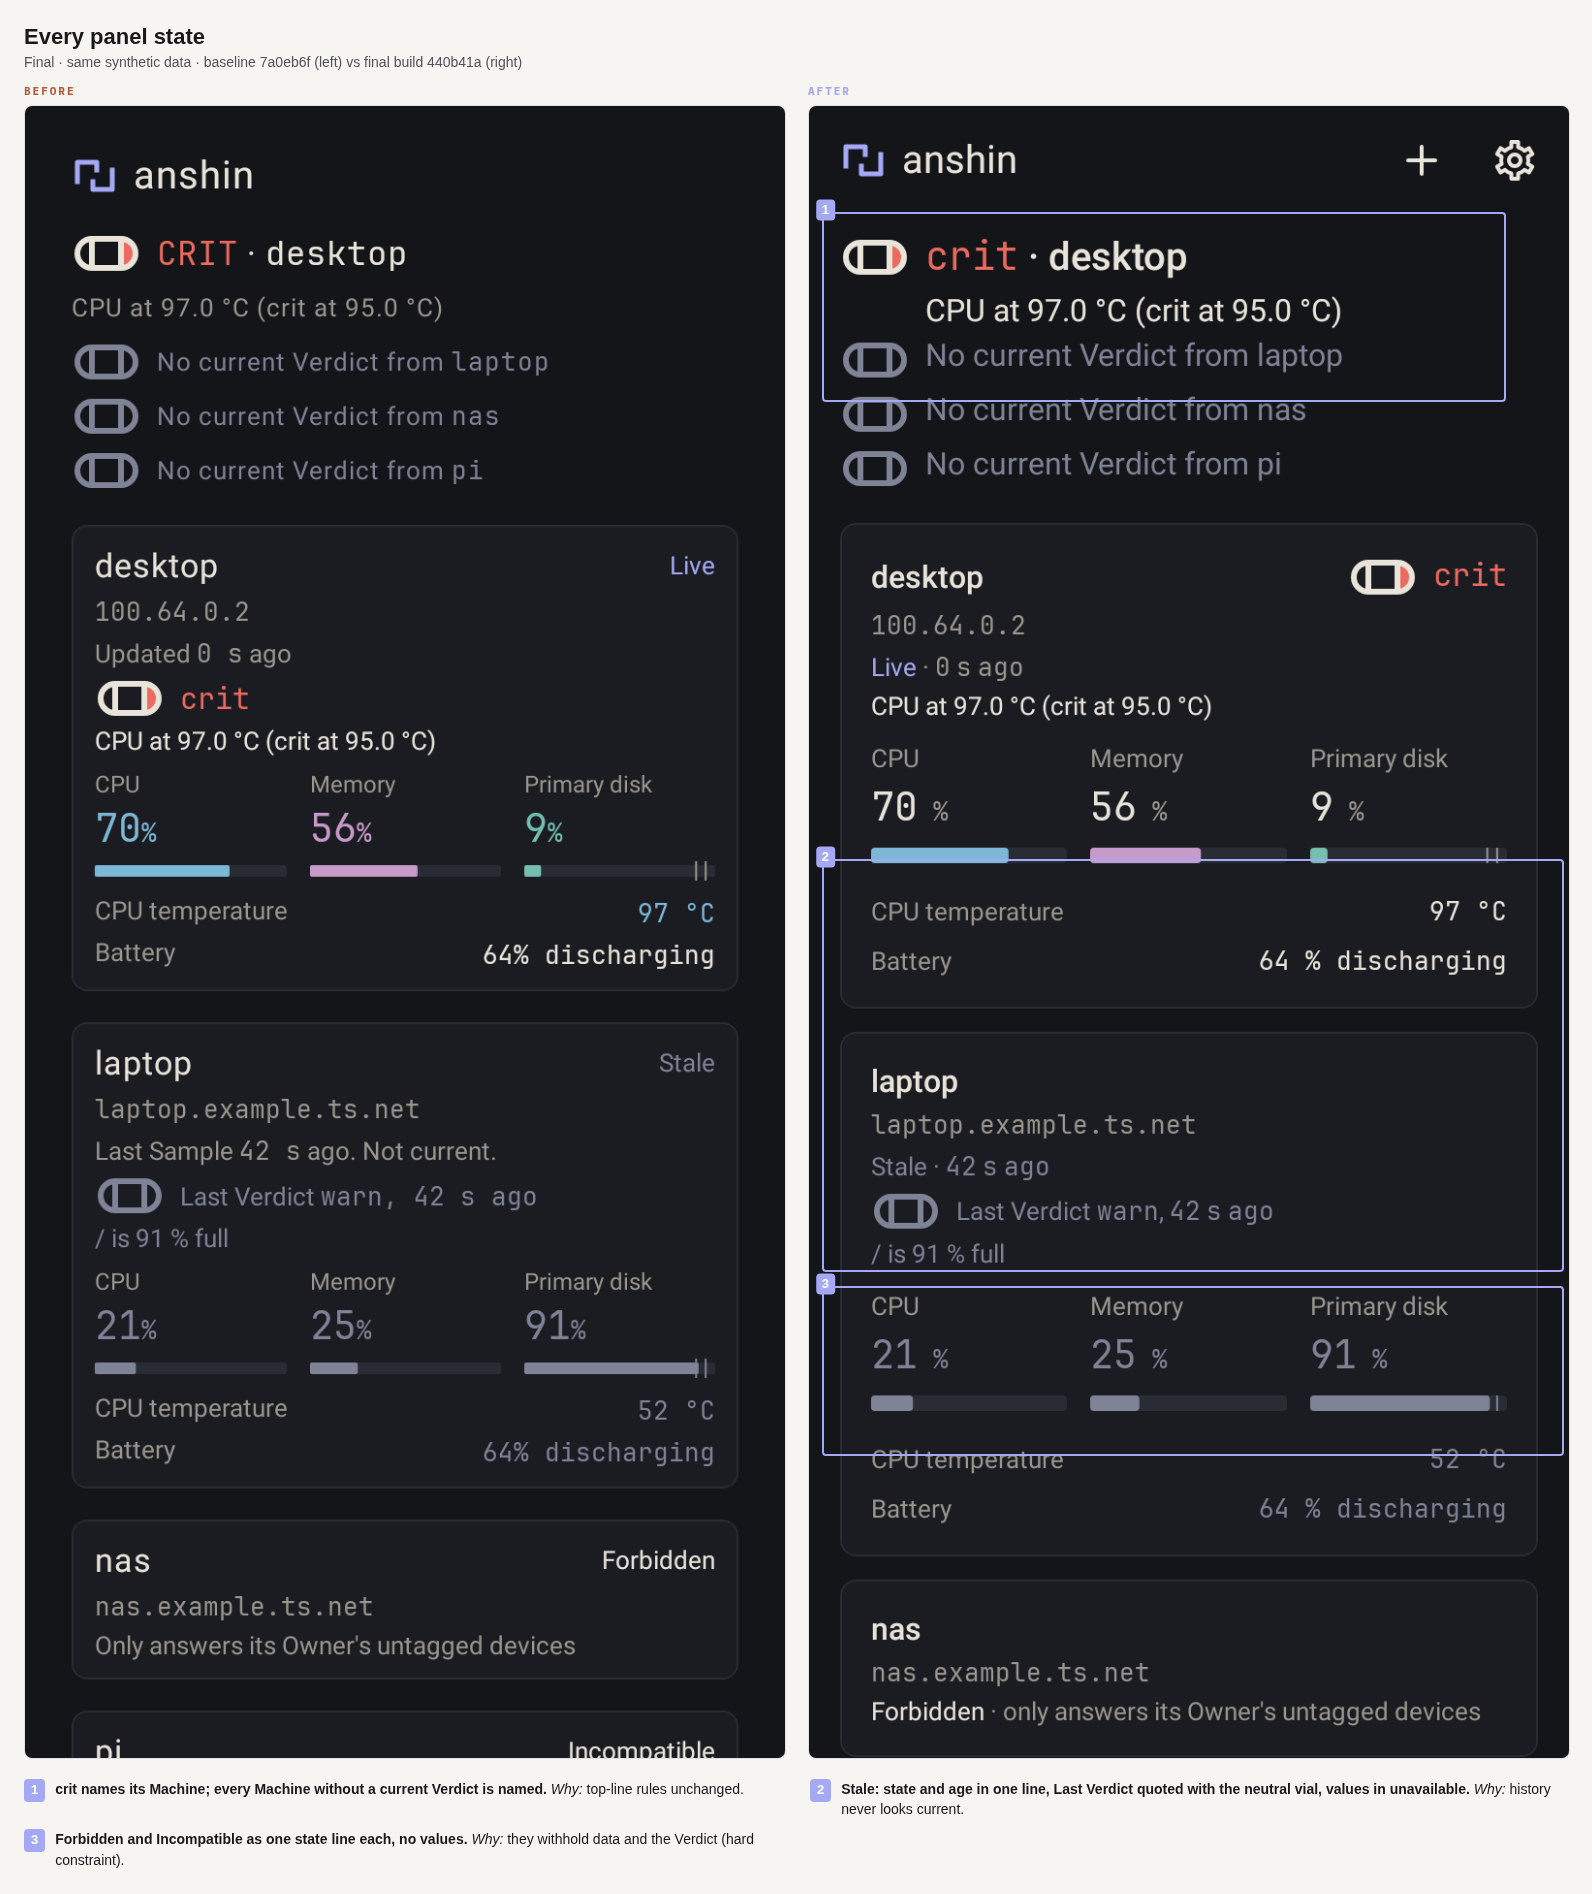 Every panel state
Final · same synthetic data · baseline 7a0eb6f (left) vs final build 440b41a (right)
BEFORE
anshin
CRIT · desktop
CPU at 97.0 °C (crit at 95.0 °C)
No current Verdict from laptop
No current Verdict from nas
No current Verdict from pi
desktop Live
100.64.0.2
Updated 0 s ago
crit
CPU at 97.0 °C (crit at 95.0 °C)
CPU Memory Primary disk
70% 56% 9%
CPU temperature 97 °C
Battery 64% discharging
laptop Stale
laptop.example.ts.net
Last Sample 42 s ago. Not current.
Last Verdict warn, 42 s ago
/ is 91 % full
CPU Memory Primary disk
21% 25% 91%
CPU temperature 52 °C
Battery 64% discharging
nas Forbidden
nas.example.ts.net
Only answers its Owner's untagged devices
pi Incompatible
AFTER
anshin
1
crit · desktop
CPU at 97.0 °C (crit at 95.0 °C)
No current Verdict from laptop
No current Verdict from nas
No current Verdict from pi
desktop crit
100.64.0.2
Live · 0 s ago
CPU at 97.0 °C (crit at 95.0 °C)
CPU Memory Primary disk
70 % 56 % 9 %
2
CPU temperature 97 °C
Battery 64 % discharging
laptop
laptop.example.ts.net
Stale · 42 s ago
Last Verdict warn, 42 s ago
/ is 91 % full
3
CPU Memory Primary disk
21 % 25 % 91 %
CPU temperature 52 °C
Battery 64 % discharging
nas
nas.example.ts.net
Forbidden · only answers its Owner's untagged devices
1 crit names its Machine; every Machine without a current Verdict is named. Why: top-line rules unchanged.
2 Stale: state and age in one line, Last Verdict quoted with the neutral vial, values in unavailable. Why: history
never looks current.
3 Forbidden and Incompatible as one state line each, no values. Why: they withhold data and the Verdict (hard
constraint).